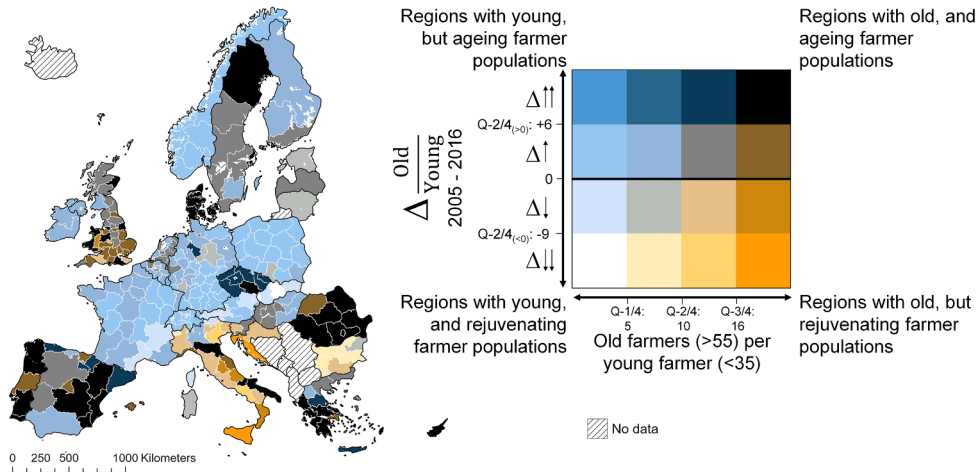 Regions with young,
but ageing farmer
populations
Regions with old, and
ageing farmer
populations
Δ↑↑
Q-2/4(>0): +6
Δ↑
0
Δ↓
Q-2/4(<0): -9
Δ↓↓
Δ Old
Young
2005 - 2016
Regions with young,
and rejuvenating
farmer populations
Q-1/4:
5
Q-2/4:
10
Q-3/4:
16
Old farmers (>55) per
young farmer (<35)
Regions with old, but
rejuvenating farmer
populations
No data
0 250 500 1000 Kilometers